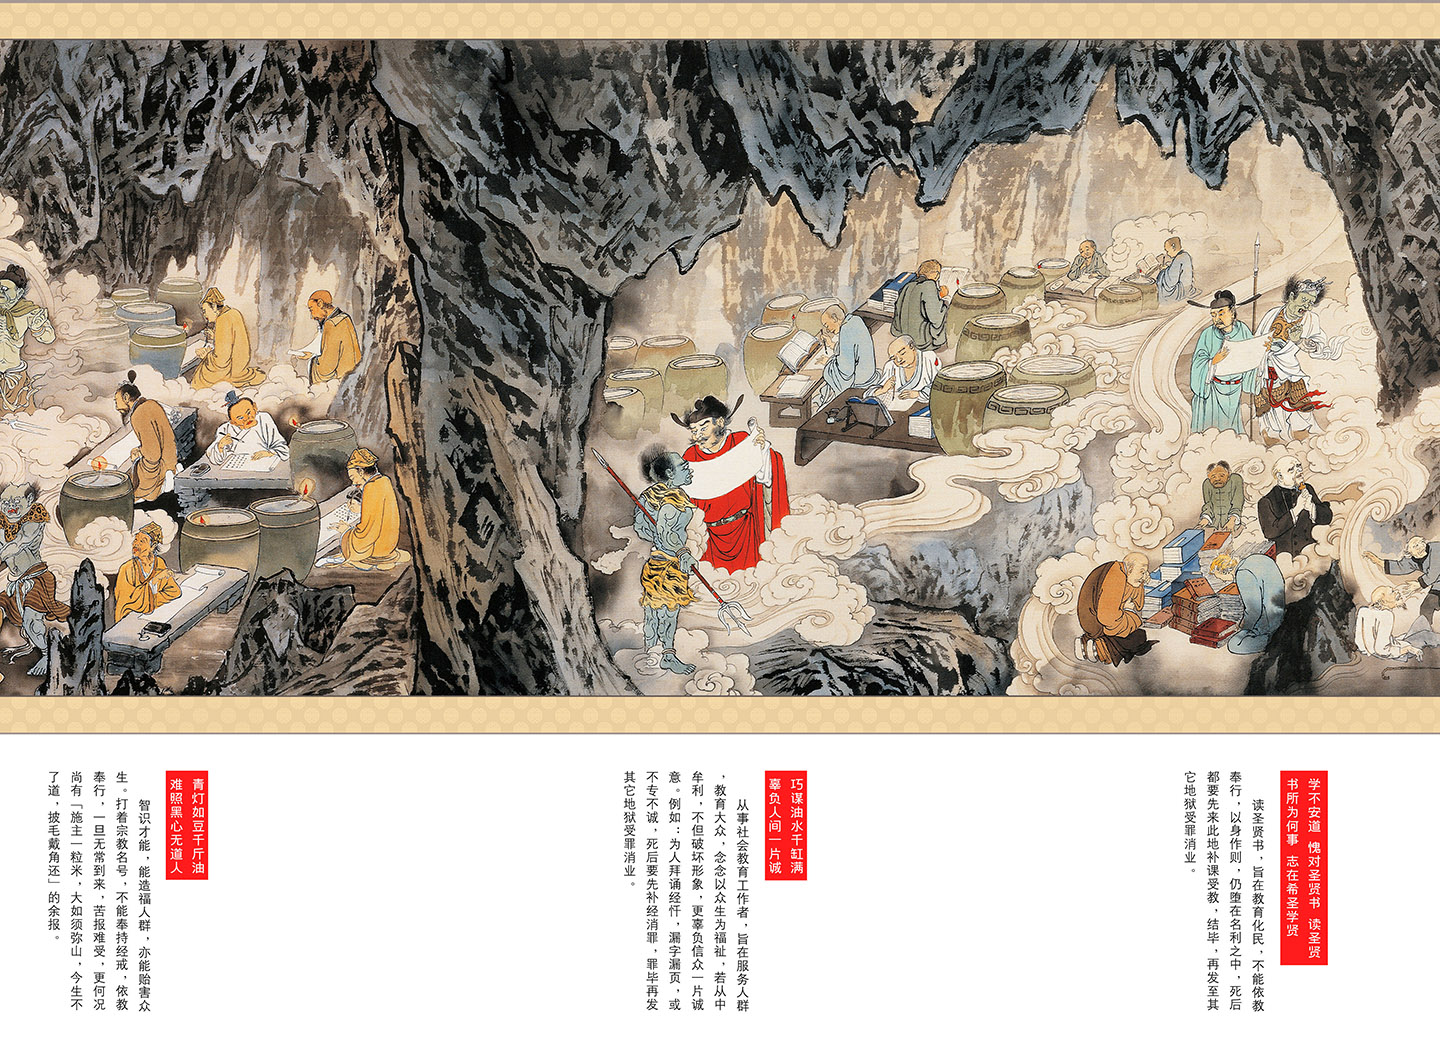 学不安道 愧对圣贤书 读圣贤
书所为何事 志在希圣学贤
读圣贤书，旨在教育化民，不能依教
奉行，以身作则，仍堕在名利之中，死后
都要先来此地补课受教，结毕，再发至其
它地狱受罪消业。
巧谋油水千缸满
辜负人间一片诚
从事社会教育工作者，旨在服务人群
，教育大众，念念以众生为福祉，若从中
牟利，不但破坏形象，更辜负信众一片诚
意。例如：为人拜诵经忏，漏字漏页，或
不专不诚，死后要先补经消罪，罪毕再发
其它地狱受罪消业。
青灯如豆千斤油
难照黑心无道人
智识才能，能造福人群，亦能贻害众
生。打着宗教名号，不能奉持经戒，依教
奉行，一旦无常到来，苦报难受，更何况
尚有「施主一粒米，大如须弥山，今生不
了道，披毛戴角还」的余报。